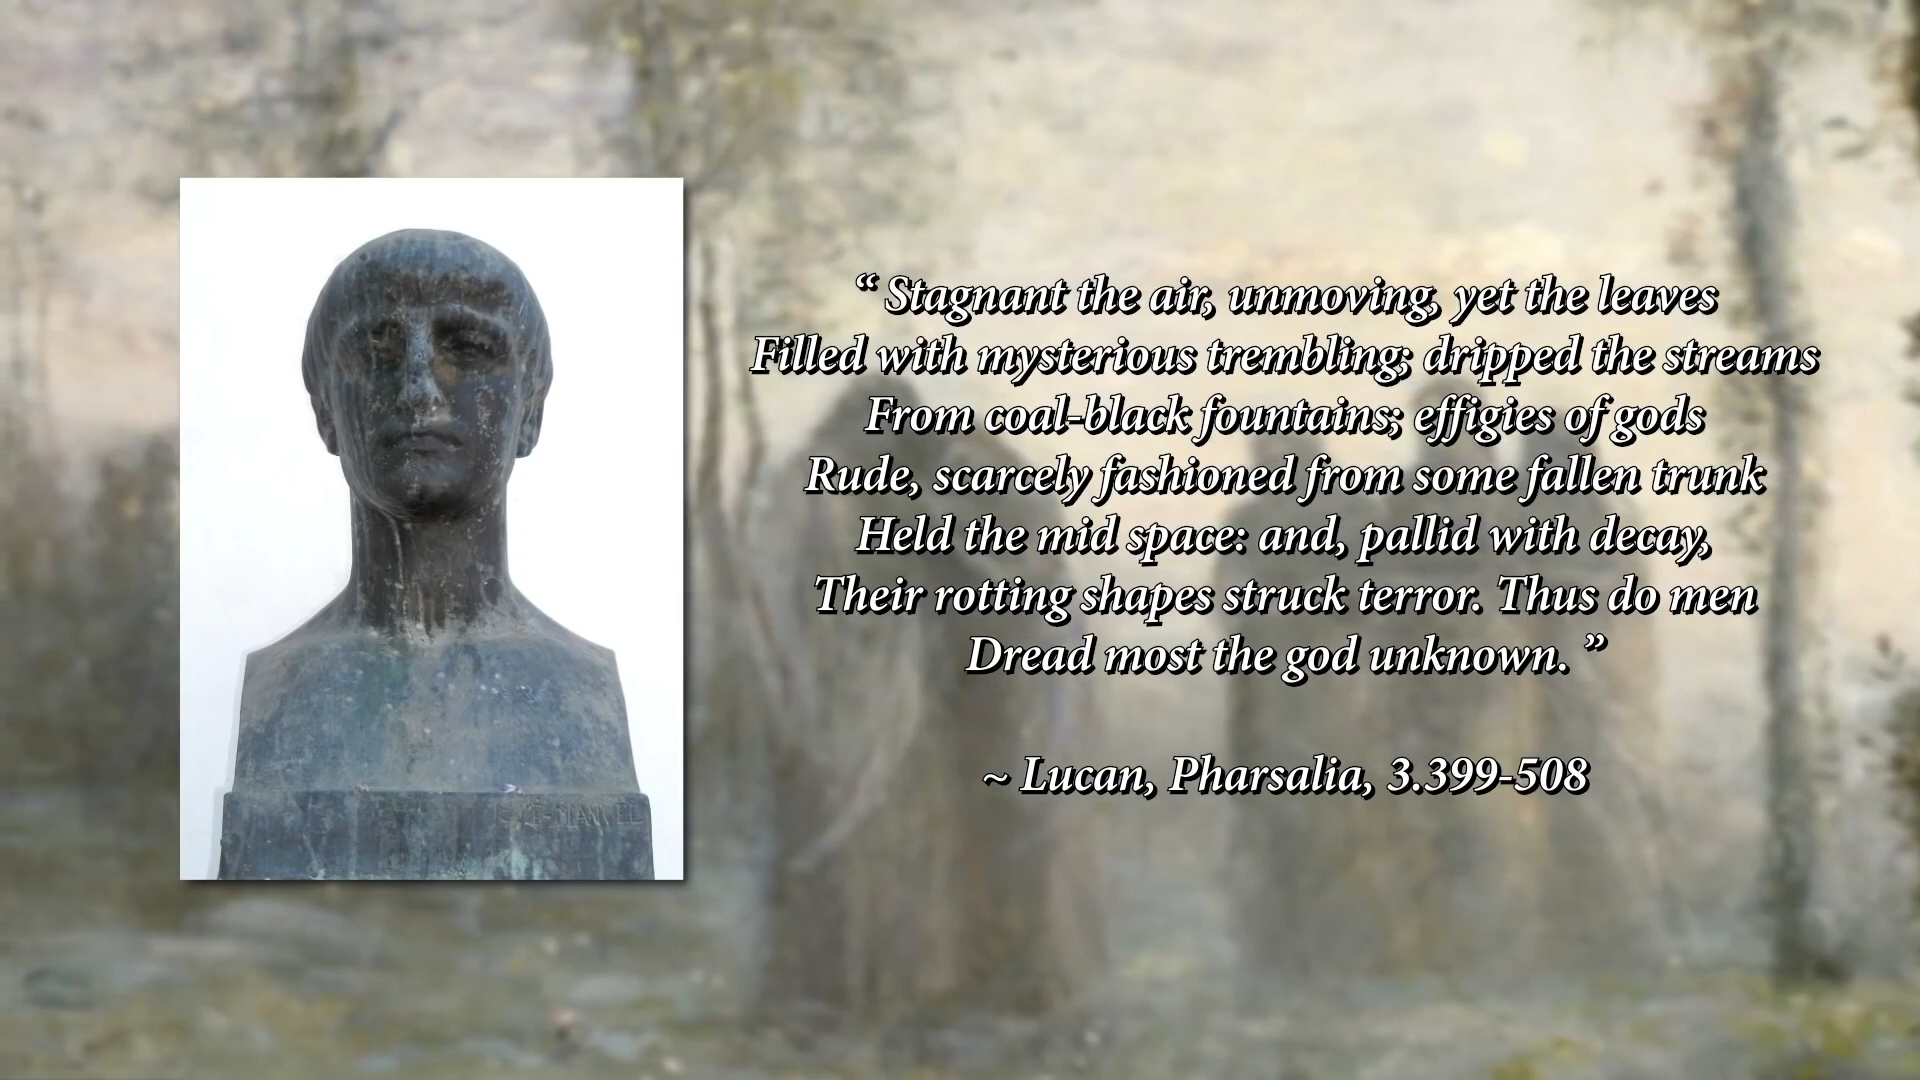 “ Stagnant the air, unmoving, yet the leaves
Filled with mysterious trembling; dripped the streams
From coal-black fountains; effigies of gods
Rude, scarcely fashioned from some fallen trunk
Held the mid space: and, pallid with decay,
Their rotting shapes struck terror. Thus do men
Dread most the god unknown. ”
~ Lucan, Pharsalia, 3.399-508